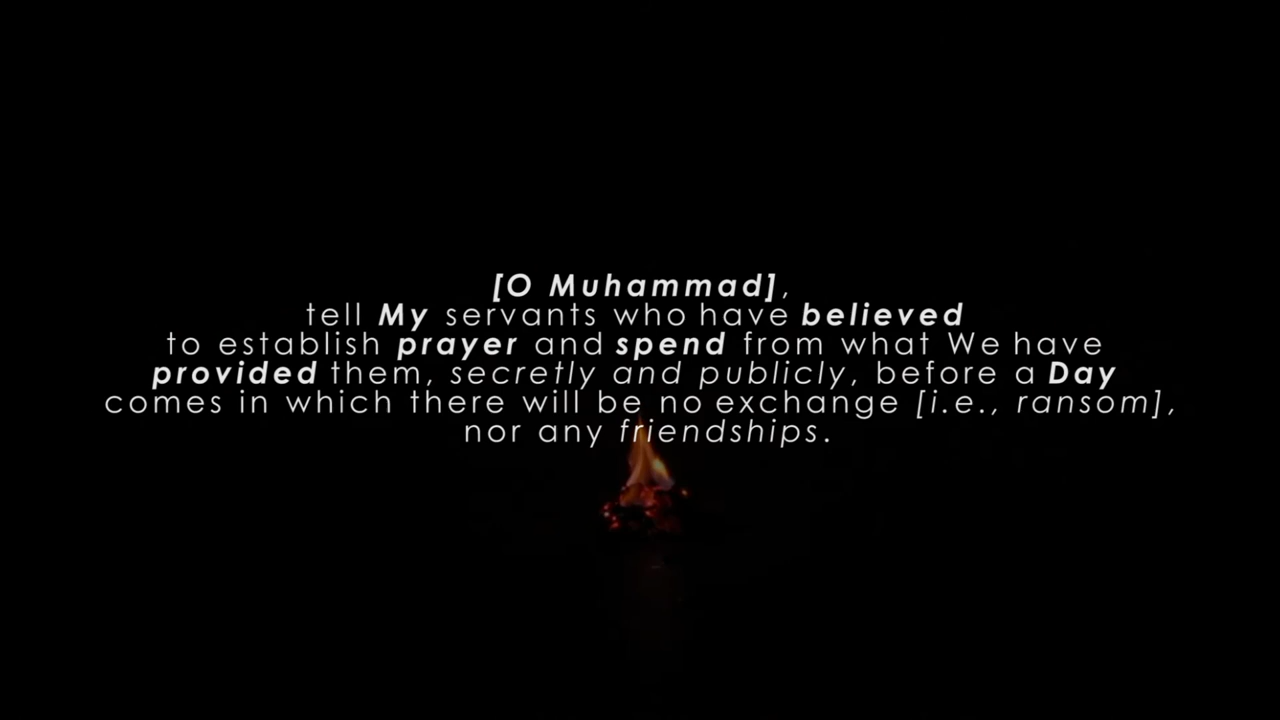 [O Muhammad],
tell My servants who have believed
to establish prayer and spend from what We have
provided them, secretly and publicly, before a Day
comes in which there will be no exchange [i.e., ransom],
nor any friendships.